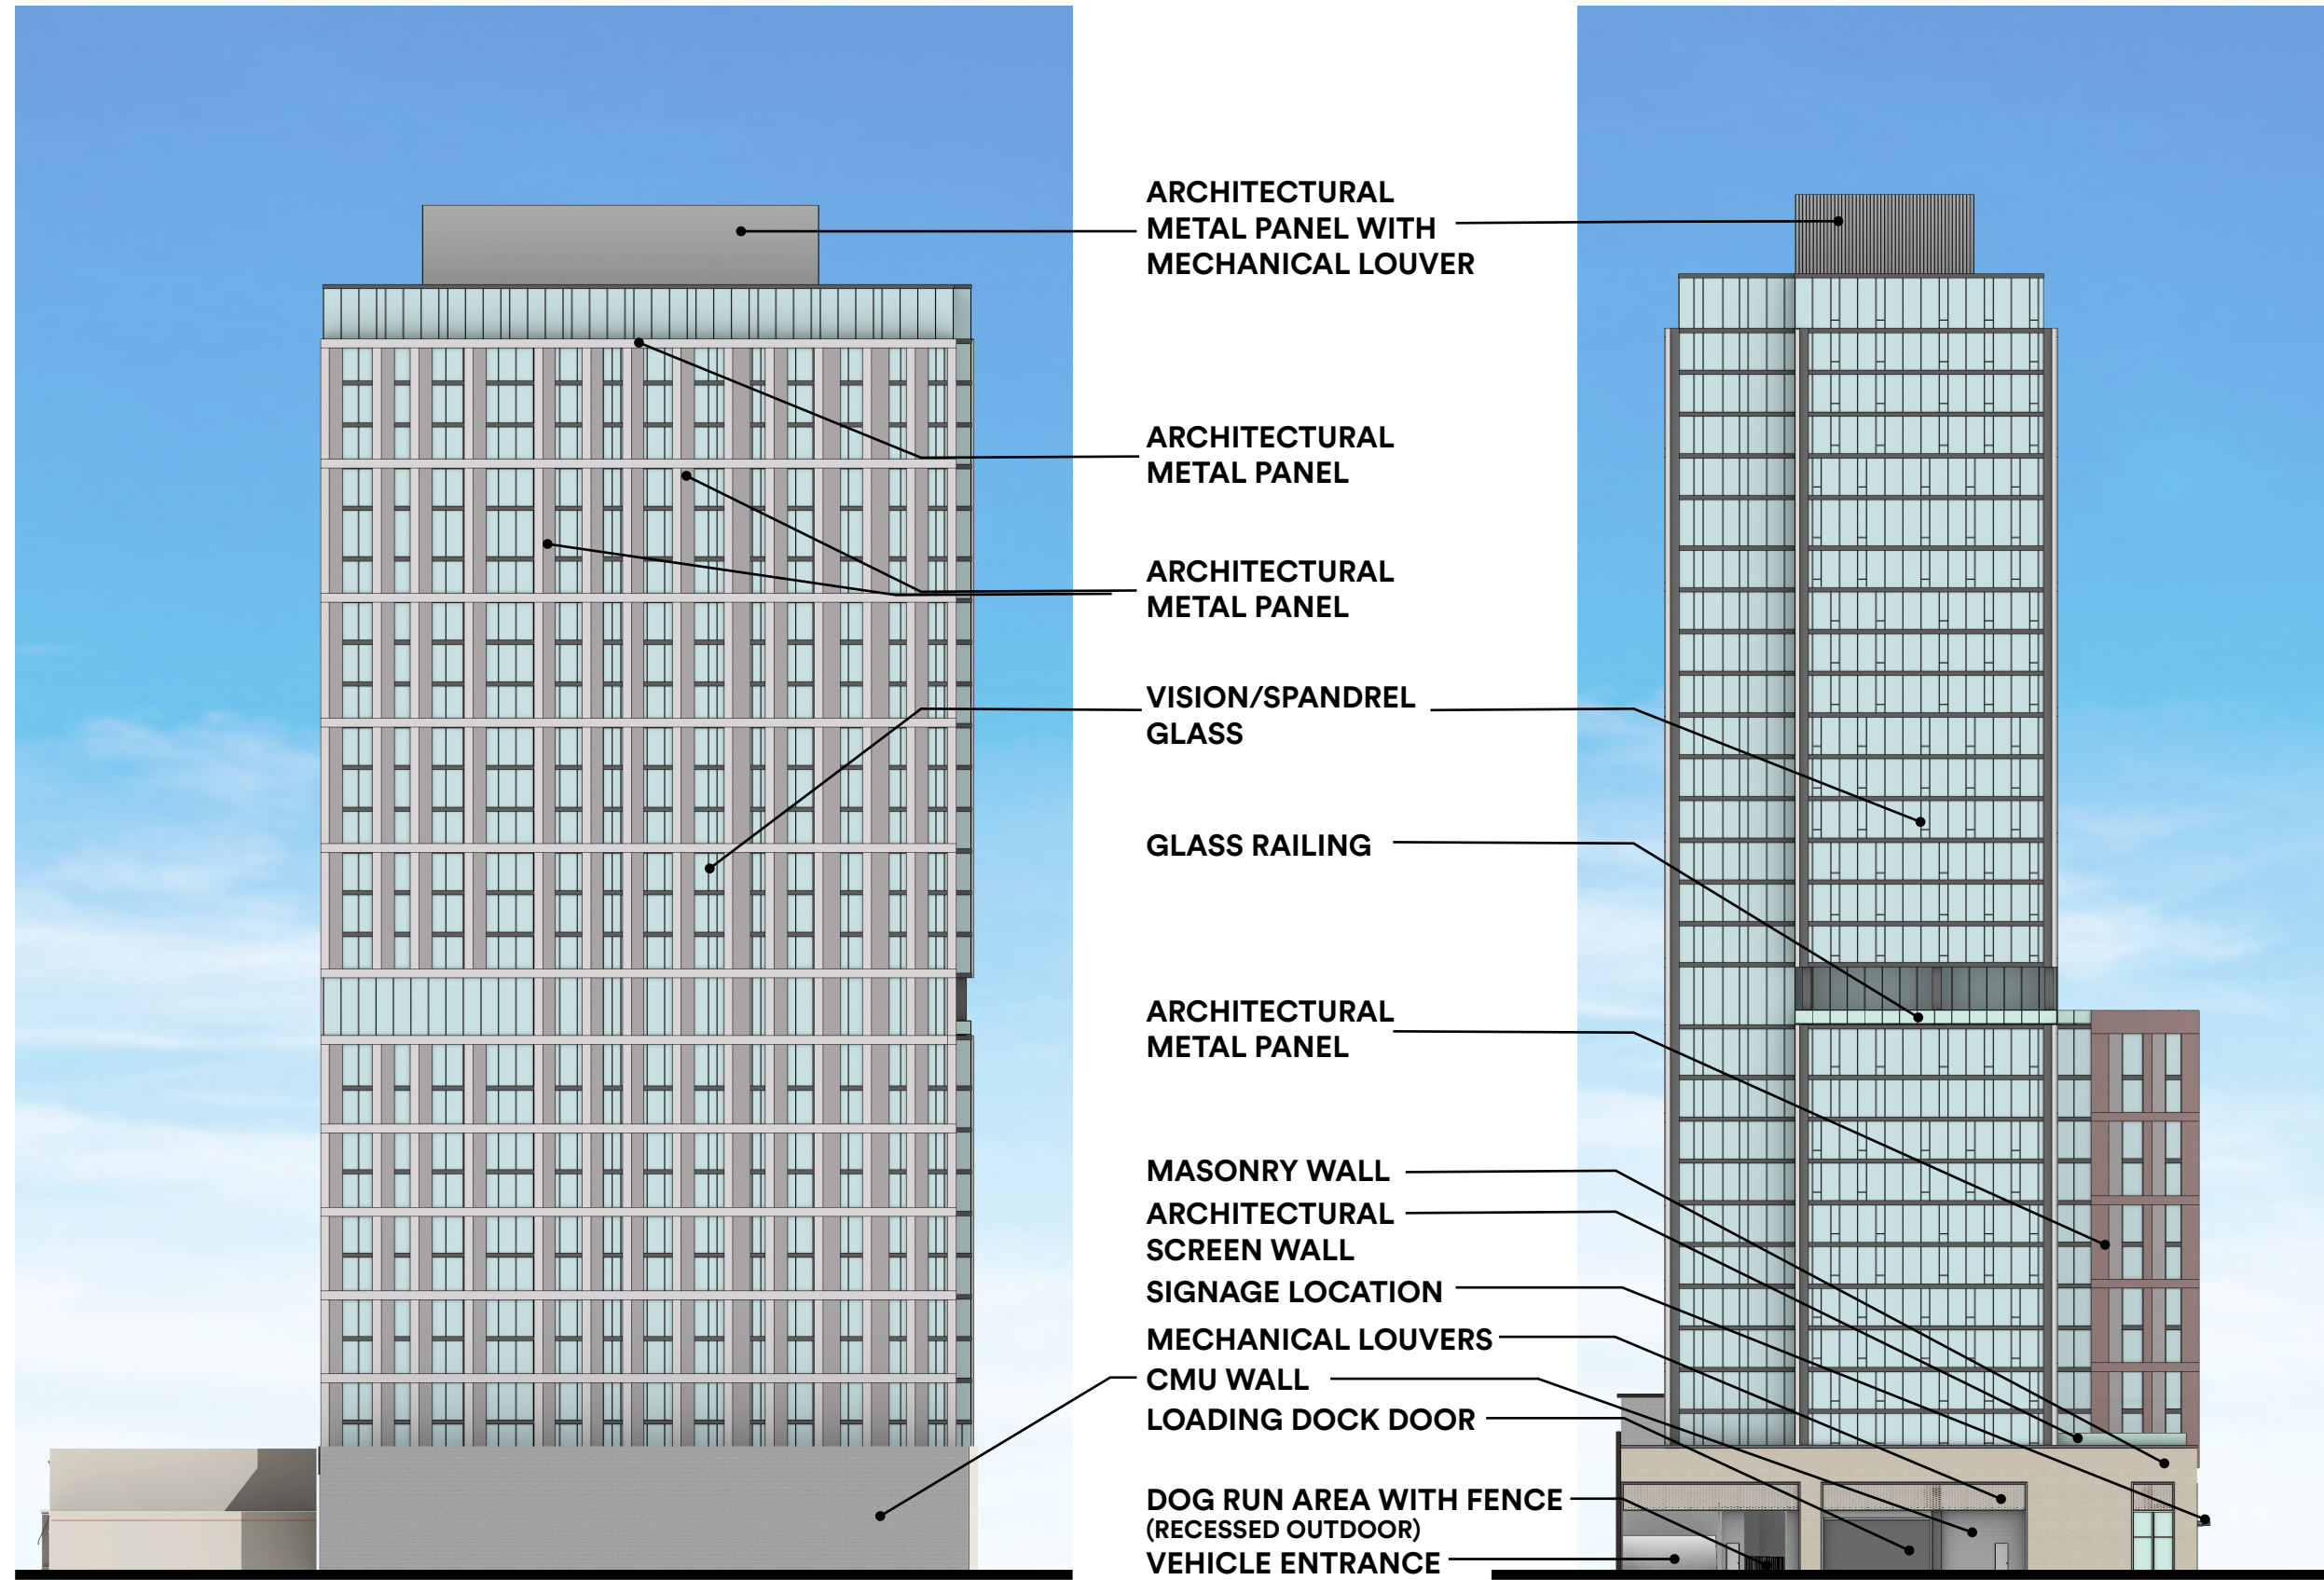 ARCHITECTURAL
METAL PANEL WITH
MECHANICAL LOUVER
ARCHITECTURAL
METAL PANEL
ARCHITECTURAL
METAL PANEL
VISION/SPANDREL
GLASS
GLASS RAILING
ARCHITECTURAL
METAL PANEL
MASONRY WALL
ARCHITECTURAL
SCREEN WALL
SIGNAGE LOCATION
MECHANICAL LOUVERS
CMU WALL
LOADING DOCK DOOR
DOG RUN AREA WITH FENCE
(RECESSED OUTDOOR)
VEHICLE ENTRANCE